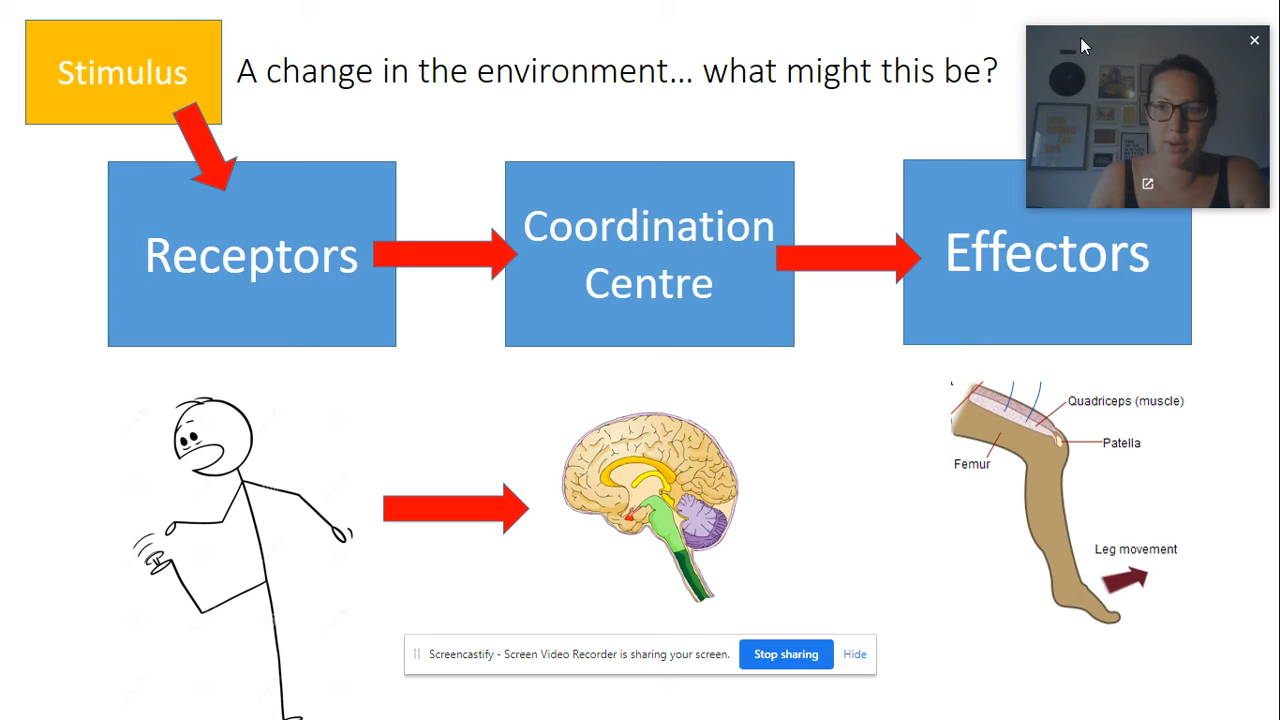 Stimulus
A change in the environment... what might this be?
Receptors
Coordination
Centre
Effectors
Quadriceps (muscle)
Patella
Femur
Leg movement
Screencastify - Screen Video Recorder is sharing your screen.
Stop sharing
Hide